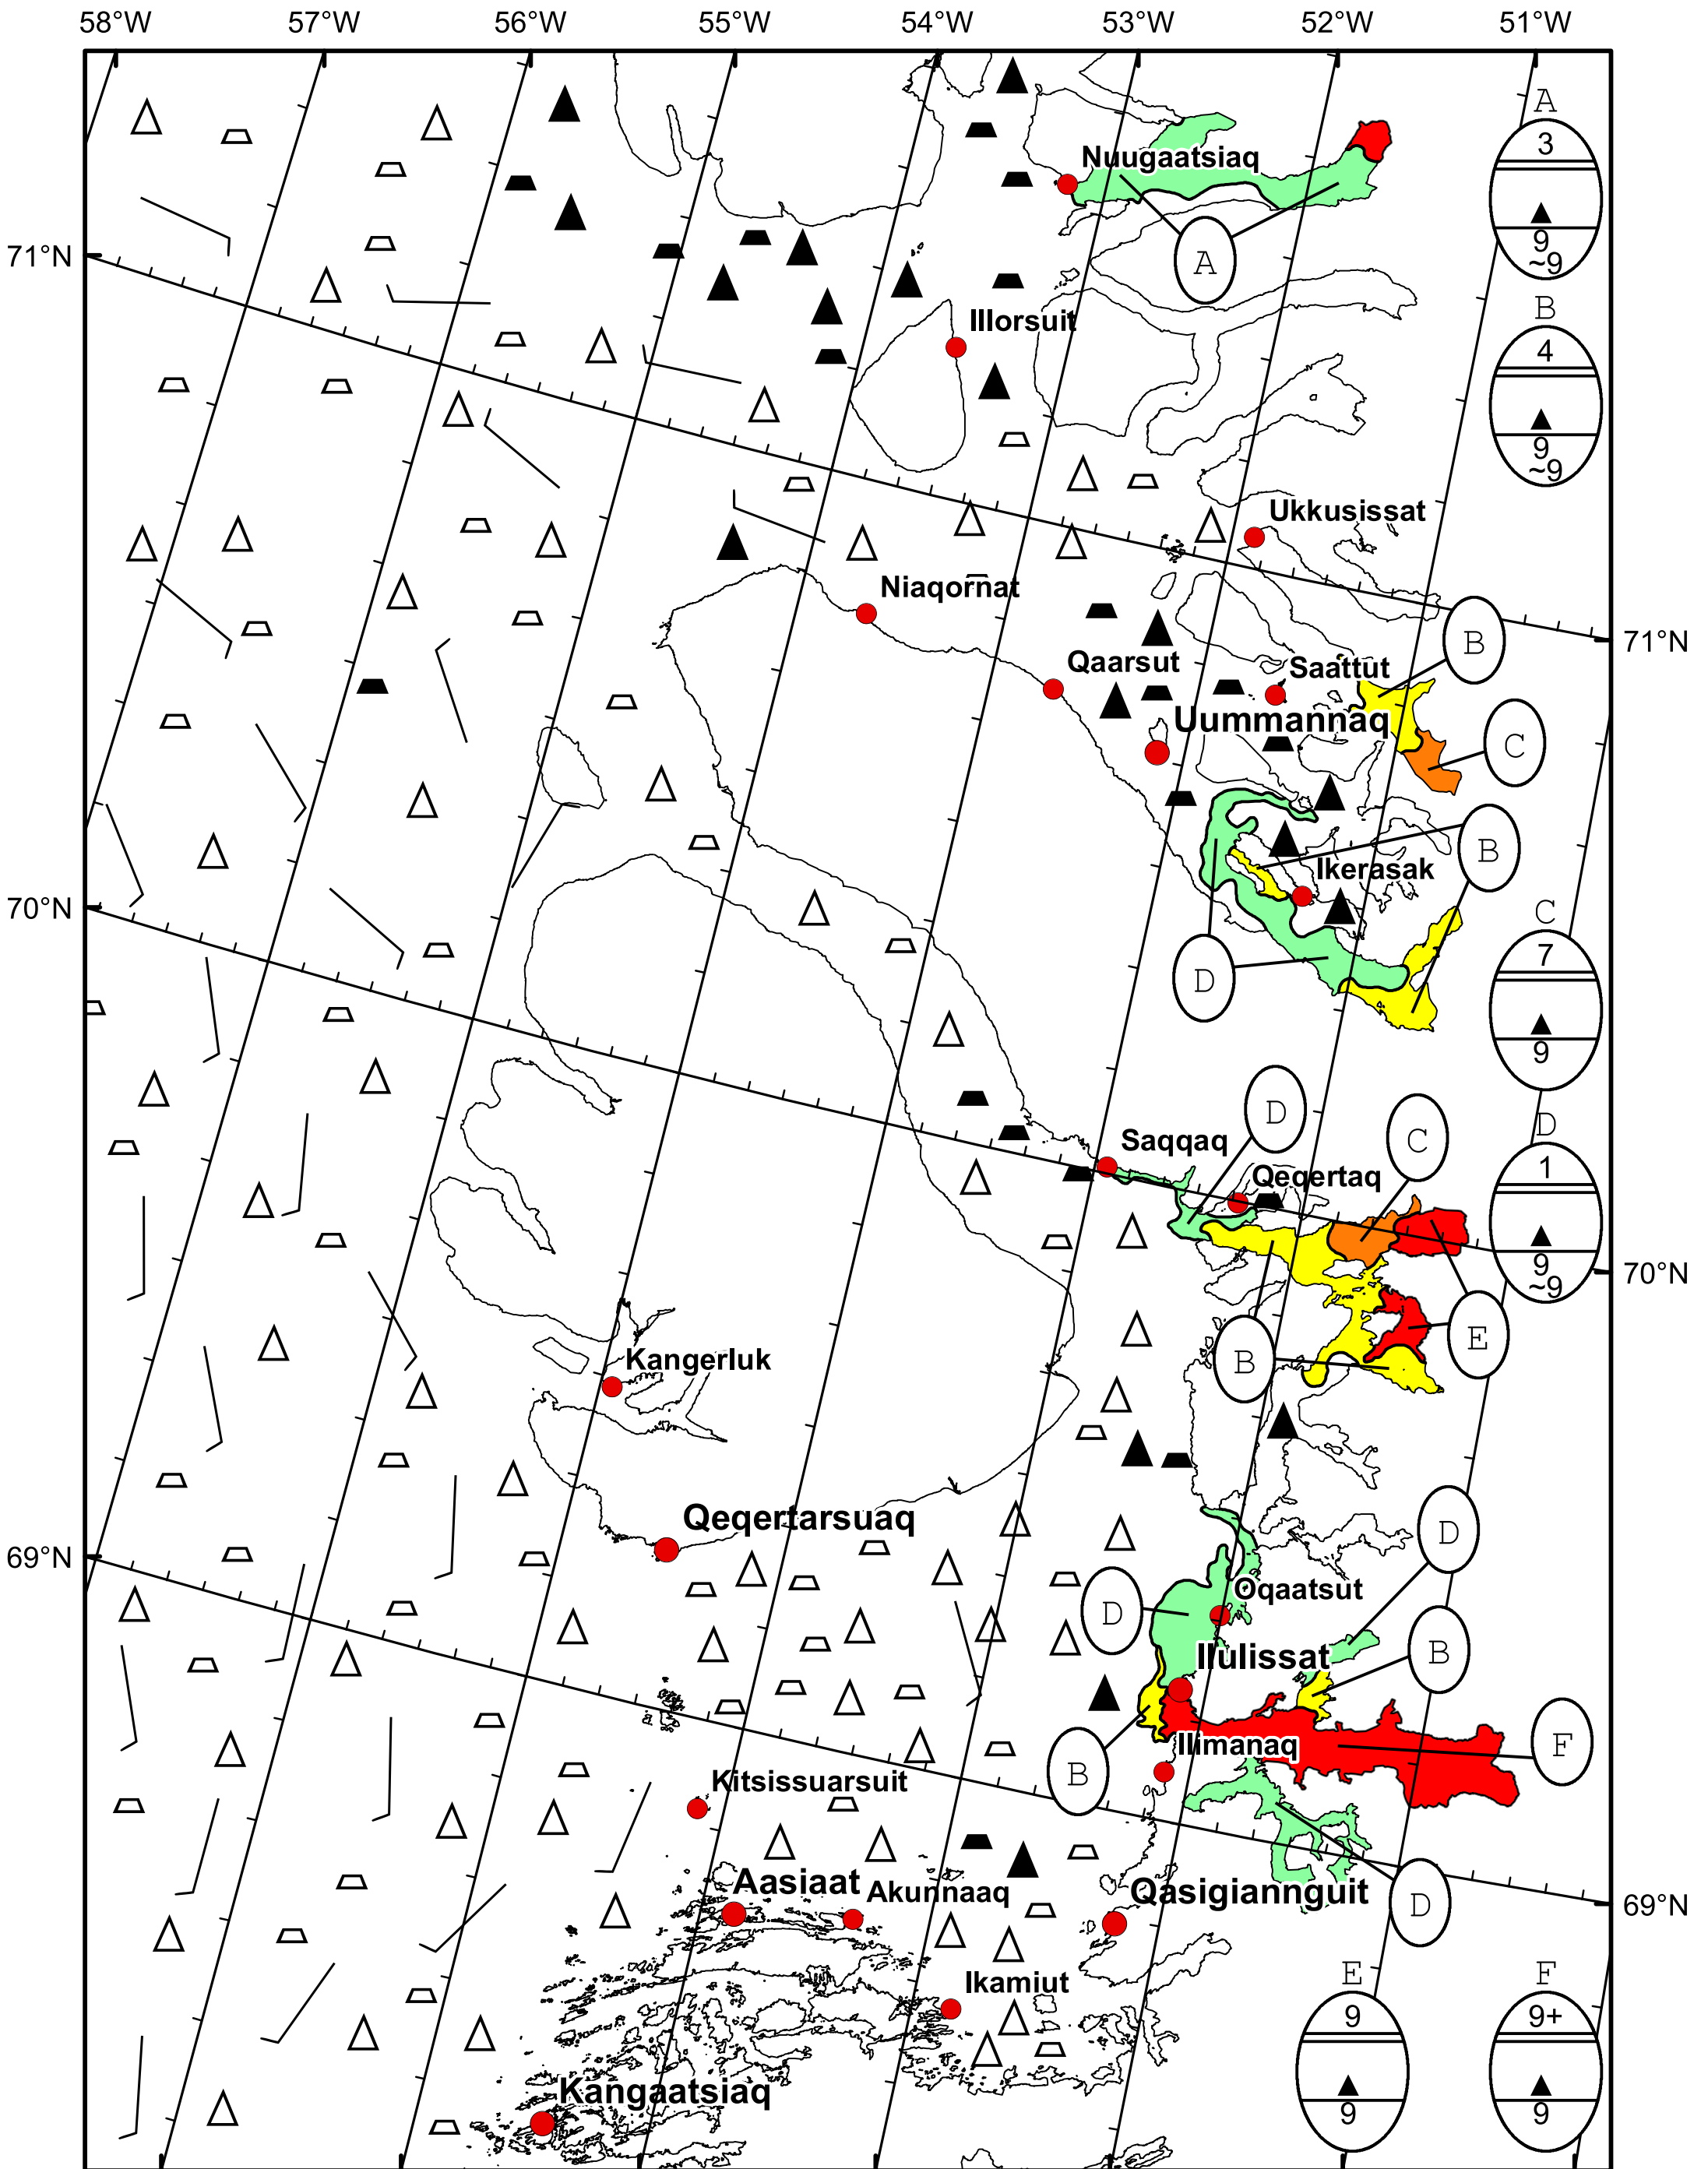 58°W 57°W 56°W 55°W 54°W 53°W 52°W 51°W
A
3
9
~9
Nuugaatsiaq
71°N
A
B
4
9
~9
Illorsuit
Ukkusissat
Niaqornat
B
71°N
Qaarsut
Saattut
Uummannaq
C
B
Ikerasak
70°N
C
7
9
D
D
C
D
1
9
~9
Saqqaq
Qeqertaq
70°N
E
B
Kangerluk
Qeqertarsuaq
D
69°N
Oqaatsut
D
B
Ilulissat
F
Ilimanaq
B
Kitsissuarsuit
Aasiaat
Akunnaaq
Qasigiannguit
D
69°N
Ikamiut
E
9
9
F
9+
9
Kangaatsiaq